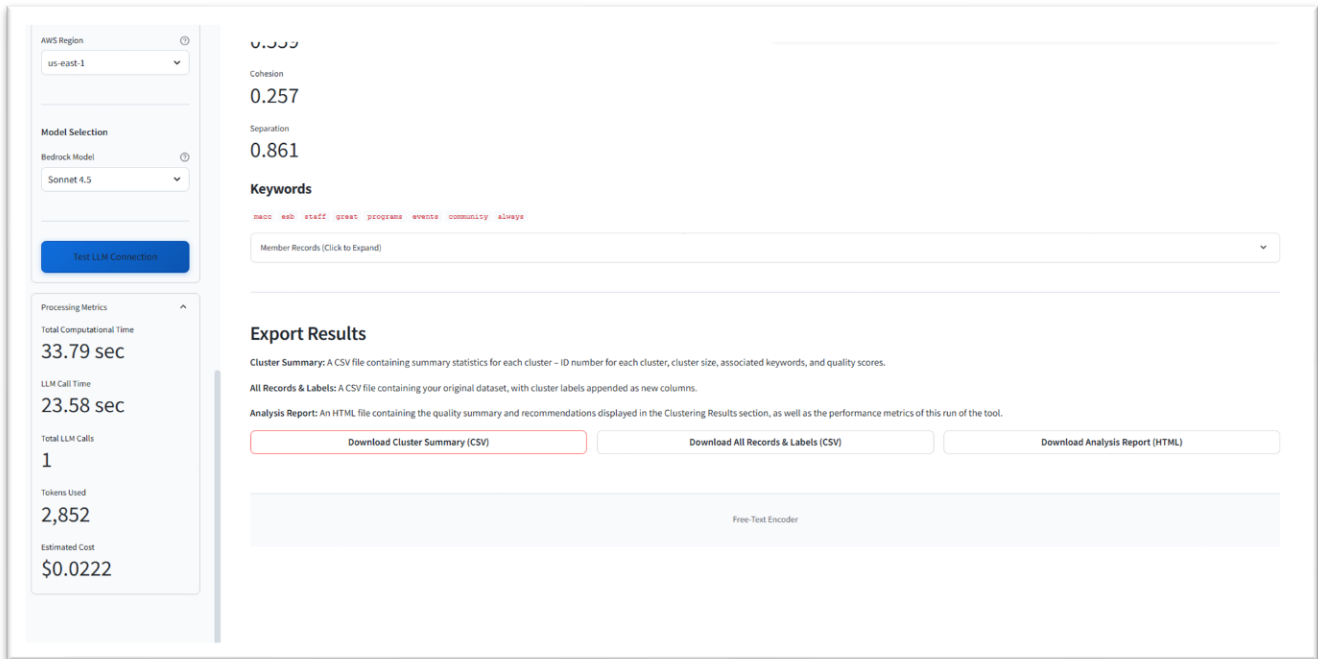 AWS Region
us-east-1
Model Selection
Bedrock Model
Sonnet 4.5
Test LLM Connection
Processing Metrics
Total Computational Time
33.79 sec
LLM Call Time
23.58 sec
Total LLM Calls
1
Tokens Used
2,852
Estimated Cost
$0.0222
Cohesion
0.257
Separation
0.861
Keywords
macc esb staff great programs events community always
Member Records (Click to Expand)
Export Results
Cluster Summary: A CSV file containing summary statistics for each cluster – ID number for each cluster, cluster size, associated keywords, and quality scores.
All Records & Labels: A CSV file containing your original dataset, with cluster labels appended as new columns.
Analysis Report: An HTML file containing the quality summary and recommendations displayed in the Clustering Results section, as well as the performance metrics of this run of the tool.
Download Cluster Summary (CSV)
Download All Records & Labels (CSV)
Download Analysis Report (HTML)
Free-Text Encoder